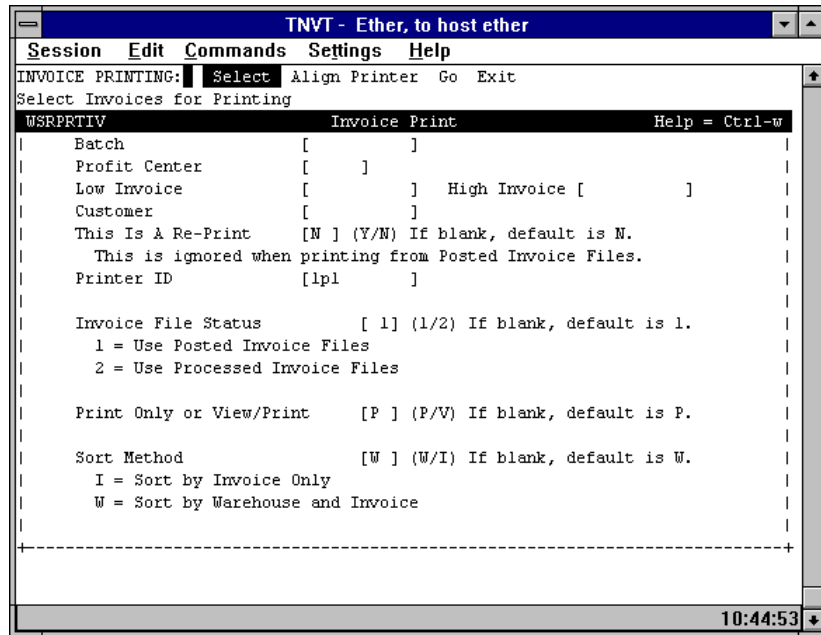 TNVT - Ether, to host ether
Session Edit Commands Settings Help
INVOICE PRINTING: Select Align Printer Go Exit
Select Invoices for Printing
WSRPRTIV Invoice Print Help = Ctrl-w
Batch [ ]
Profit Center [ ]
Low Invoice [ ] High Invoice [ ]
Customer [ ]
This Is A Re-Print [N ] (Y/N) If blank, default is N.
This is ignored when printing from Posted Invoice Files.
Printer ID [lp1 ]
Invoice File Status [ 1] (1/2) If blank, default is 1.
1 = Use Posted Invoice Files
2 = Use Processed Invoice Files
Print Only or View/Print [P ] (P/V) If blank, default is P.
Sort Method [W ] (W/I) If blank, default is W.
I = Sort by Invoice Only
W = Sort by Warehouse and Invoice
10:44:53